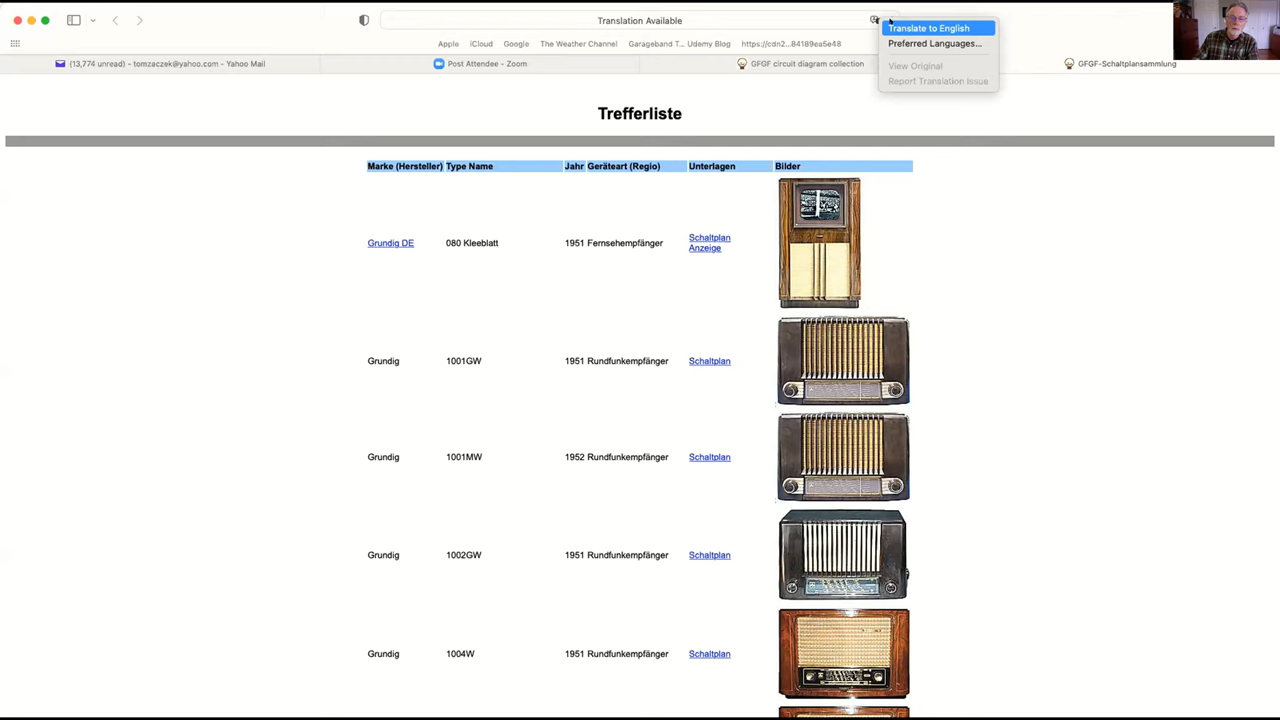 Translation Available
Translate to English
Preferred Languages...
View Original
Report Translation Issue
Apple iCloud Google The Weather Channel Garageband T... Udemy Blog https://cdn2...84189ea5e48
(13,774 unread) - tomzaczek@yahoo.com - Yahoo Mail
Post Attendee - Zoom
GFGF circuit diagram collection
GFGF-Schaltplansammlung
Trefferliste
Marke (Hersteller) Type Name Jahr Geräteart (Regio) Unterlagen Bilder
Grundig DE 080 Kleeblatt 1951 Fernsehempfänger Schaltplan
Anzeige
Grundig 1001GW 1951 Rundfunkempfänger Schaltplan
Grundig 1001MW 1952 Rundfunkempfänger Schaltplan
Grundig 1002GW 1951 Rundfunkempfänger Schaltplan
Grundig 1004W 1951 Rundfunkempfänger Schaltplan